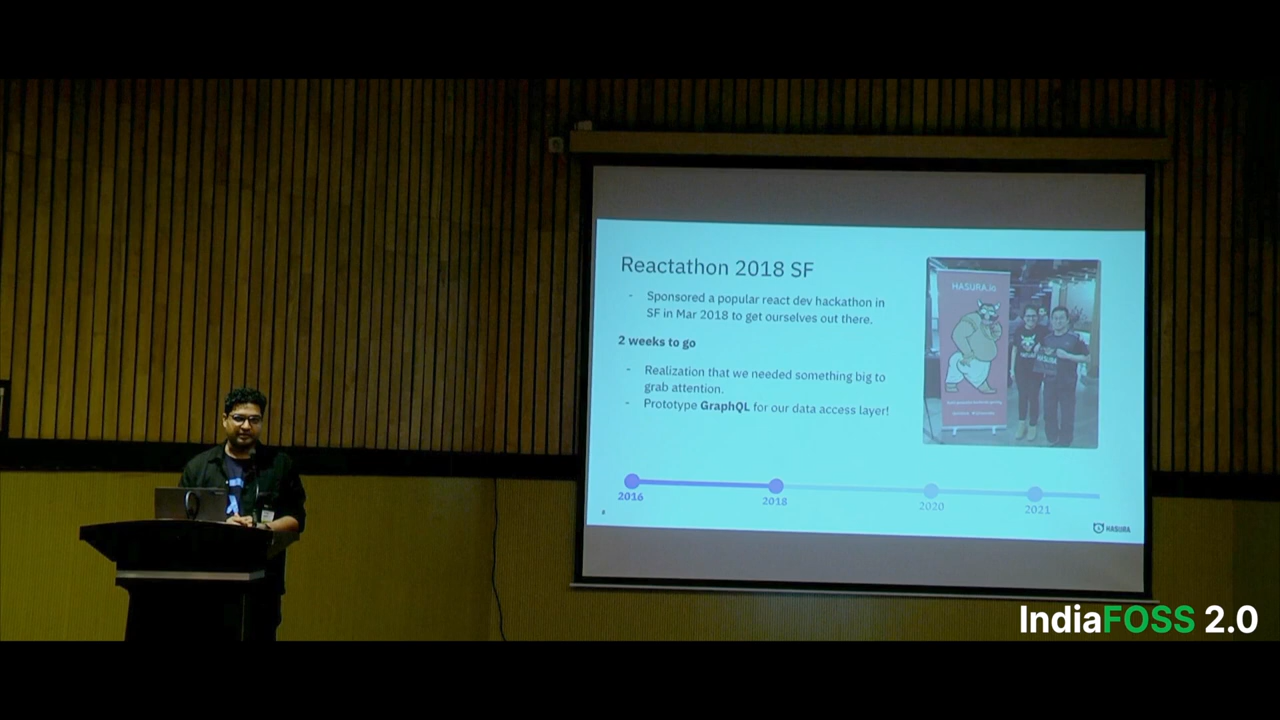 Reactathon 2018 SF
- Sponsored a popular react dev hackathon in
SF in Mar 2018 to get ourselves out there.
2 weeks to go
- Realization that we needed something big to
grab attention.
- Prototype GraphQL for our data access layer!
HASURA.io
HASURA
2016
2018
2020
2021
HASURA
IndiaFOSS 2.0